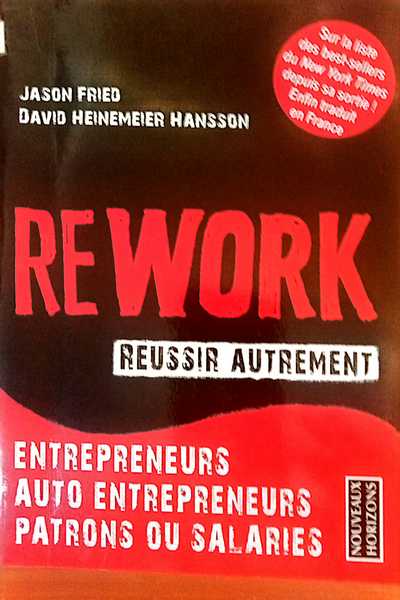 JASON FRIED
DAVID HEINEMEIER HANSSON
Sur la liste
des best-sellers
du New York Times
depuis sa sortie !
Enfin traduit
en France
REWORK
REUSSIR AUTREMENT
ENTREPRENEURS
AUTO ENTREPRENEURS
PATRONS OU SALARIES
NOUVEAUX
HORIZONS